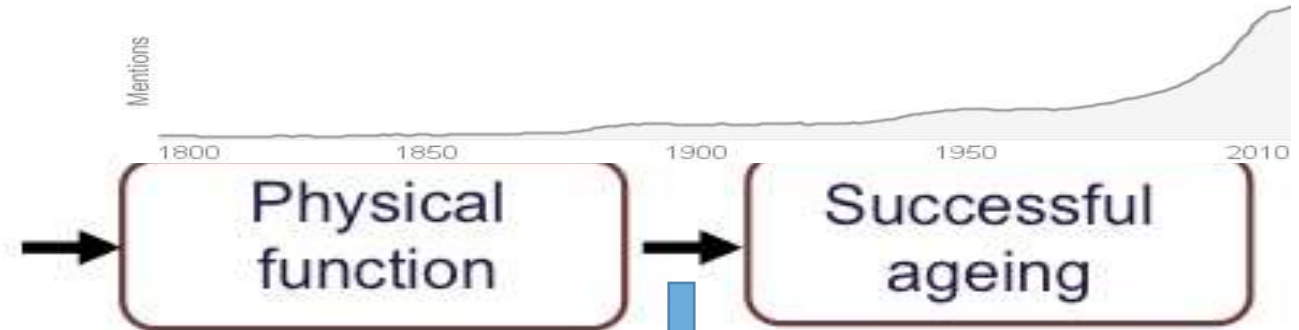 Mentions
1800 1850 1900 1950 2010
Physical
function
Successful
ageing